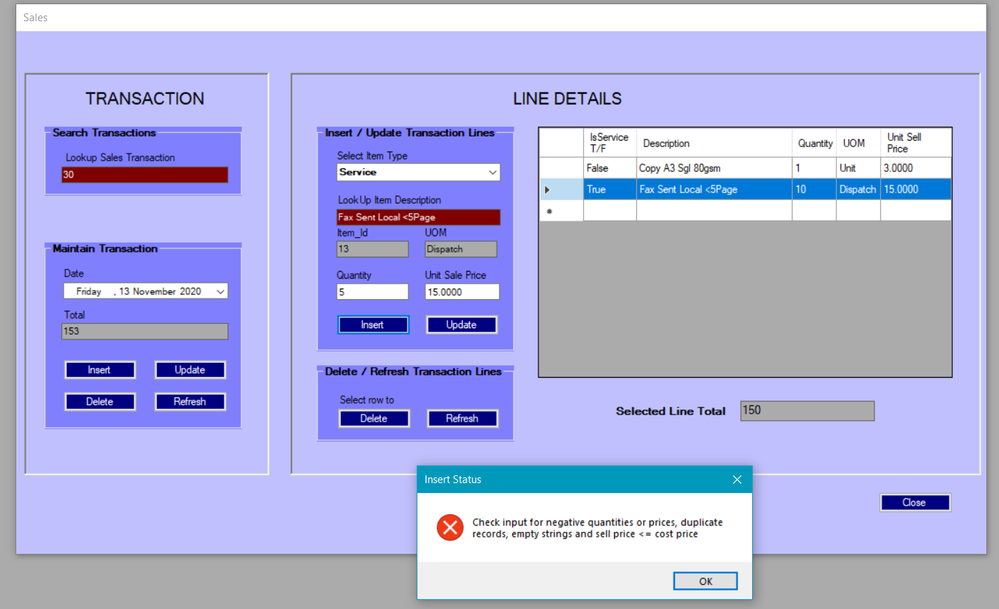 Sales
TRANSACTION
Search Transactions
Lookup Sales Transaction
30
Maintain Transaction
Date
Friday , 13 November 2020
Total
153
Insert Update
Delete Refresh
LINE DETAILS
Insert / Update Transaction Lines
Select Item Type
Service
LookUp Item Description
Fax Sent Local <5Page
Item_Id UOM
13 Dispatch
Quantity Unit Sale Price
5 15.0000
Insert Update
Delete / Refresh Transaction Lines
Select row to
Delete Refresh
IsService T/F Description Quantity UOM Unit Sell Price
False Copy A3 Sgl 80gsm 1 Unit 3.0000
True Fax Sent Local <5Page 10 Dispatch 15.0000
Selected Line Total 150
Insert Status
Check input for negative quantities or prices, duplicate
records, empty strings and sell price <= cost price
OK
Close